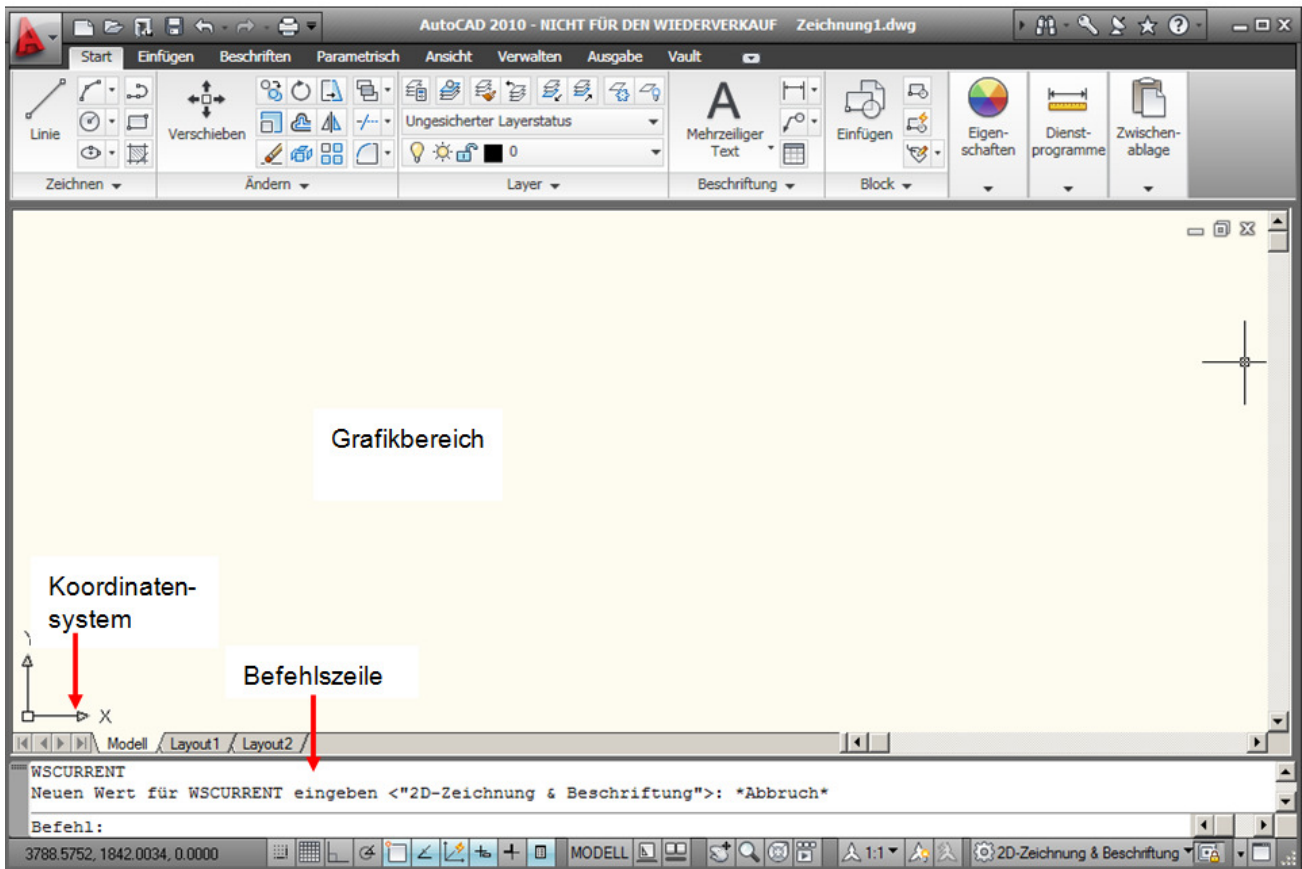 AutoCAD 2010 - NICHT FÜR DEN WIEDERVERKAUF Zeichnung1.dwg
Start Einfügen Beschriften Parametrisch Ansicht Verwalten Ausgabe Vault
Linie
Verschieben
Ungesicherter Layerstatus
0
A
Mehrzeiliger
Text
Einfügen
Eigen-
schaften
Dienst-
programme
Zwischen-
ablage
Zeichnen
Ändern
Layer
Beschriftung
Block
Grafikbereich
Koordinaten-
system
Y
Befehlszeile
X
Modell Layout1 Layout2
WSCURRENT
Neuen Wert für WSCURRENT eingeben <"2D-Zeichnung & Beschriftung">: *Abbruch*
Befehl:
3788.5752, 1842.0034, 0.0000 MODELL 1:1 2D-Zeichnung & Beschriftung